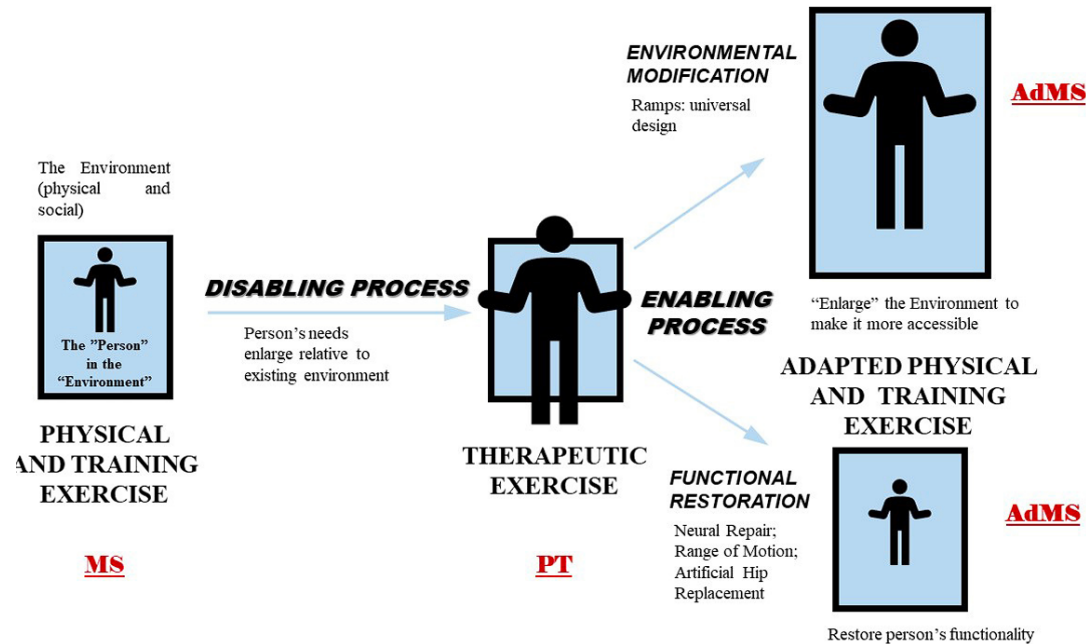 The Environment
(physical and
social)
The ”Person”
in the
“Environment”
PHYSICAL
AND TRAINING
EXERCISE
MS
DISABLING PROCESS
Person’s needs
enlarge relative to
existing environment
THERAPEUTIC
EXERCISE
PT
ENABLING
PROCESS
ENVIRONMENTAL
MODIFICATION
Ramps: universal
design
AdMS
“Enlarge” the Environment to
make it more accessible
ADAPTED PHYSICAL
AND TRAINING
EXERCISE
FUNCTIONAL
RESTORATION
Neural Repair;
Range of Motion;
Artificial Hip
Replacement
AdMS
Restore person’s functionality